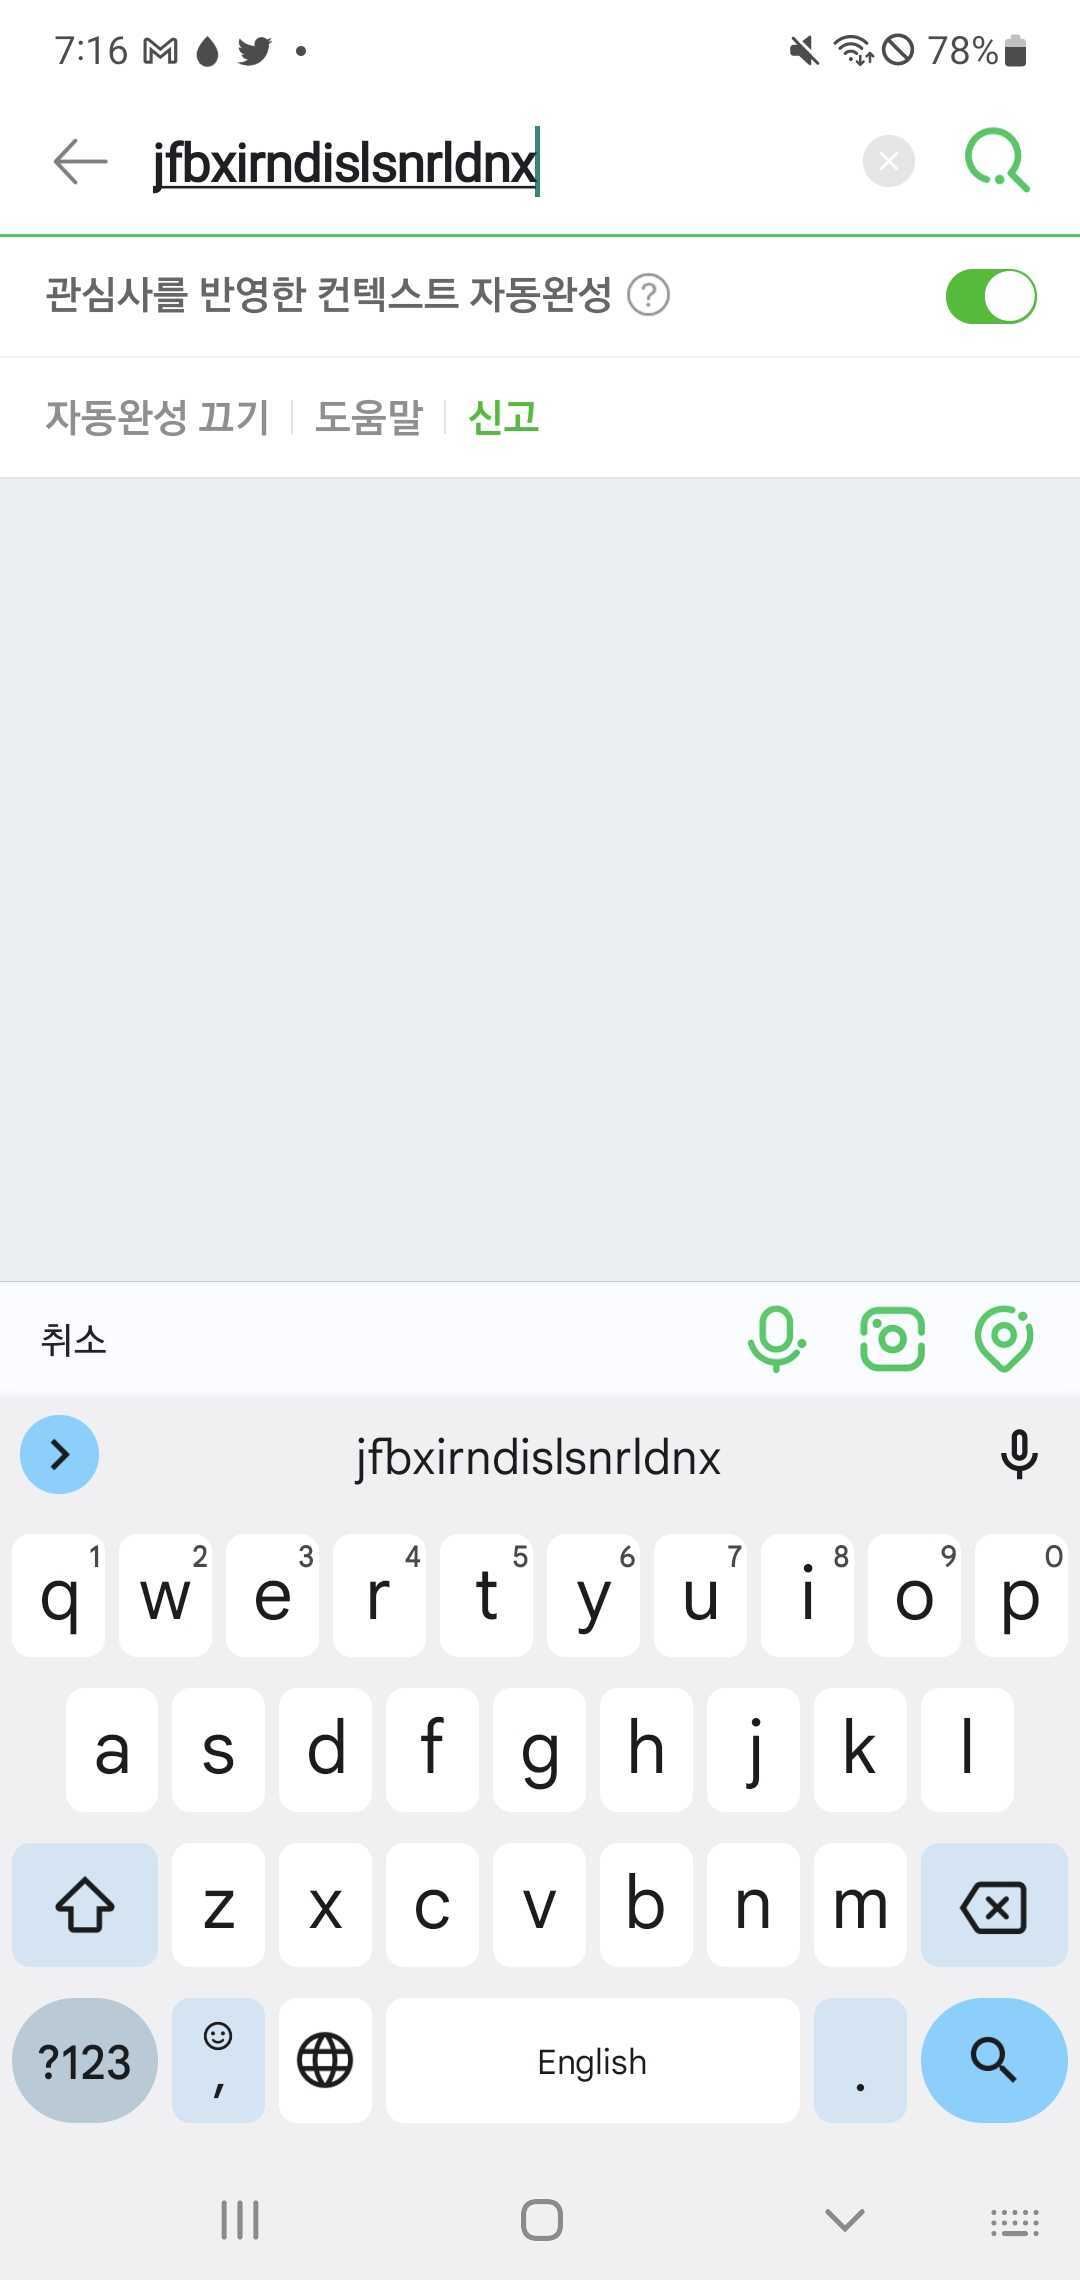 7:16 78%
jfbxirndislsnrldnx
관심사를 반영한 컨텍스트 자동완성 ?
자동완성 끄기 도움말 신고
취소
jfbxirndislsnrldnx
1 2 3 4 5 6 7 8 9 0
q w e r t y u i o p
a s d f g h j k l
z x c v b n m
?123 , English .